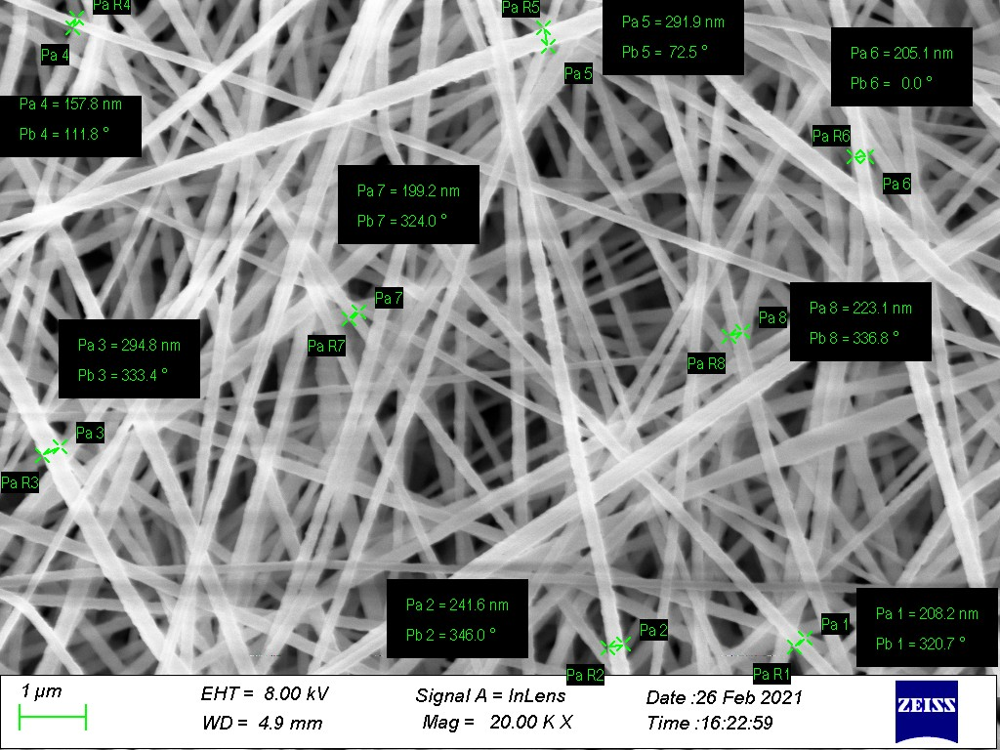 Pa R4
Pa R5
Pa 4
Pa 5
Pa 5 = 291.9 nm
Pb 5 = 72.5 °
Pa 6 = 205.1 nm
Pb 6 = 0.0 °
Pa 4 = 157.8 nm
Pb 4 = 111.8 °
Pa R6
Pa 6
Pa 7 = 199.2 nm
Pb 7 = 324.0 °
Pa 7
Pa R7
Pa 8
Pa R8
Pa 8 = 223.1 nm
Pb 8 = 336.8 °
Pa 3 = 294.8 nm
Pb 3 = 333.4 °
Pa 3
Pa R3
Pa 2 = 241.6 nm
Pb 2 = 346.0 °
Pa 2
Pa R2
Pa 1
Pa R1
Pa 1 = 208.2 nm
Pb 1 = 320.7 °
1 µm
EHT = 8.00 kV
Signal A = InLens
Date :26 Feb 2021
WD = 4.9 mm
Mag = 20.00 K X
Time :16:22:59
ZEISS